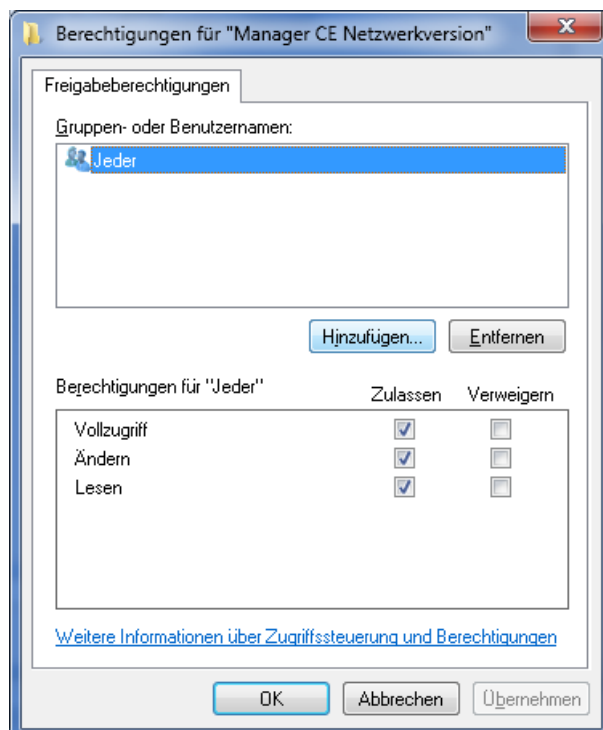 Berechtigungen für "Manager CE Netzwerkversion"
Freigabeberechtigungen
Gruppen- oder Benutzernamen:
Jeder
Hinzufügen... Entfernen
Berechtigungen für "Jeder" Zulassen Verweigern
Vollzugriff
Ändern
Lesen
Weitere Informationen über Zugriffssteuerung und Berechtigungen
OK Abbrechen Übernehmen